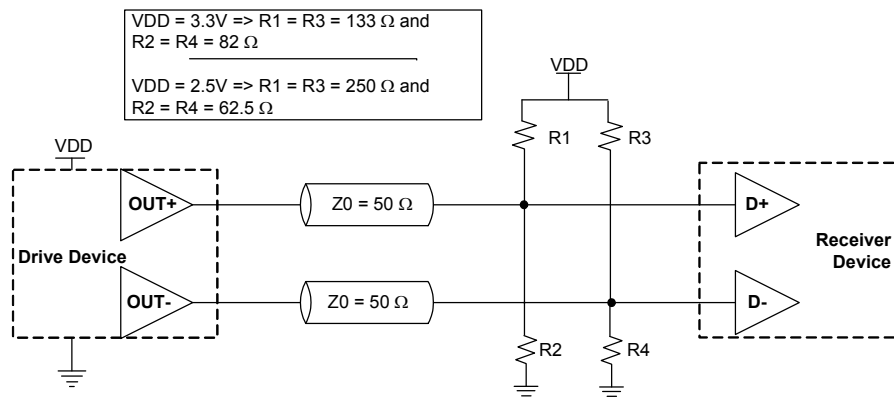 VDD = 3.3V => R1 = R3 = 133 Ω and
R2 = R4 = 82 Ω
VDD = 2.5V => R1 = R3 = 250 Ω and
R2 = R4 = 62.5 Ω
VDD
VDD
R1
R3
OUT+
Z0 = 50 Ω
D+
Drive Device
Receiver
Device
OUT-
Z0 = 50 Ω
D-
R2
R4